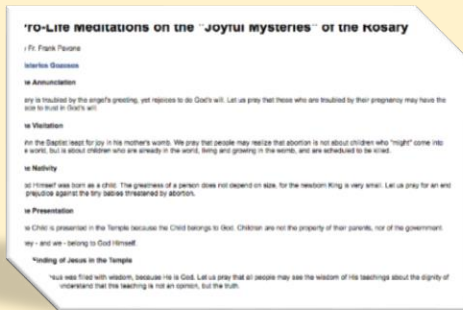 ro-Life Meditations on the "Joyful Mysteries" of the Rosary
Fr. Frank Pavone
e Annunciation
ary is troubled by the angel's greeting, yet rejoices to do God's will. Let us pray that those who are troubled by their pregnancy may have the
ace to trust in God's will.
e Visitation
hn the Baptist leapt for joy in his mother's womb. We pray that people may realize that abortion is not about children who "might" come into
e world, but is about children who are already in the world, living and growing in the womb, and are scheduled to be killed.
e Nativity
od Himself was born as a child. The greatness of a person does not depend on size, for the newborn King is very small. Let us pray for an end
prejudice against the tiny babies threatened by abortion.
e Presentation
e Child is presented in the Temple because the Child belongs to God. Children are not the property of their parents, nor of the government.
ey - and we - belong to God Himself.
inding of Jesus in the Temple
sus was filled with wisdom, because He is God. Let us pray that all people may see the wisdom of His teachings about the dignity of
understand that this teaching is not an opinion, but the truth.